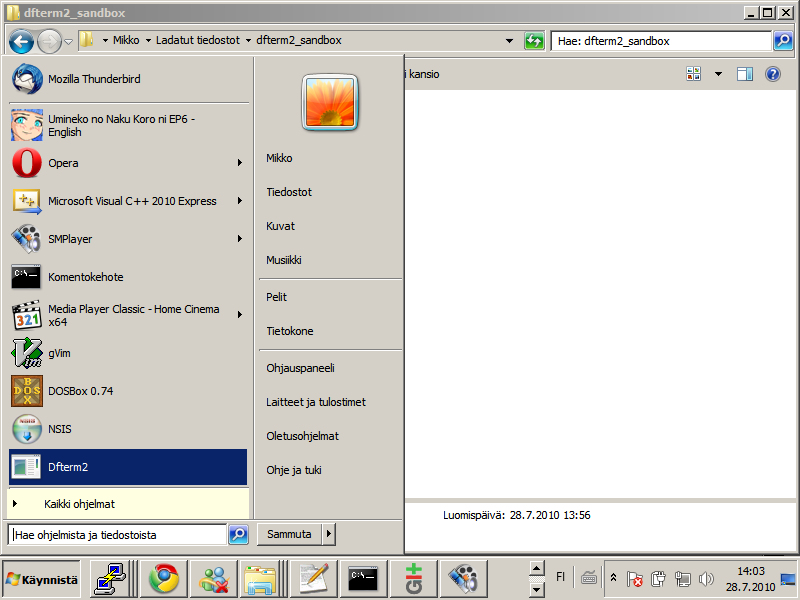 dfterm2_sandbox
Mikko
Ladatut tiedostot
dfterm2_sandbox
Hae: dfterm2_sandbox
i kansio
Mozilla Thunderbird
Umineko no Naku Koro ni EP6 -
English
Opera
Microsoft Visual C++ 2010 Express
SMPlayer
Komentokehote
Media Player Classic - Home Cinema
x64
gVim
DOSBox 0.74
NSIS
Dfterm2
Kaikki ohjelmat
Hae ohjelmista ja tiedostoista
Mikko
Tiedostot
Kuvat
Musiikki
Pelit
Tietokone
Ohjauspaneeli
Laitteet ja tulostimet
Oletusohjelmat
Ohje ja tuki
Sammuta
Luomispäivä: 28.7.2010 13:56
Käynnistä
FI
14:03
28.7.2010